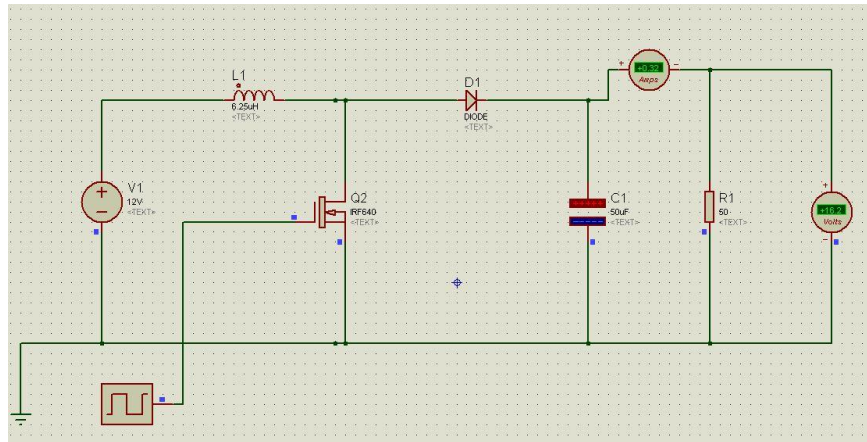 L1
6.25uH
<TEXT>
D1
DIODE
<TEXT>
+
+0.32
Amps
−
V1
12V
<TEXT>
+
−
Q2
IRF640
<TEXT>
C1
50uF
<TEXT>
R1
50
<TEXT>
+
+16.2
Volts
−